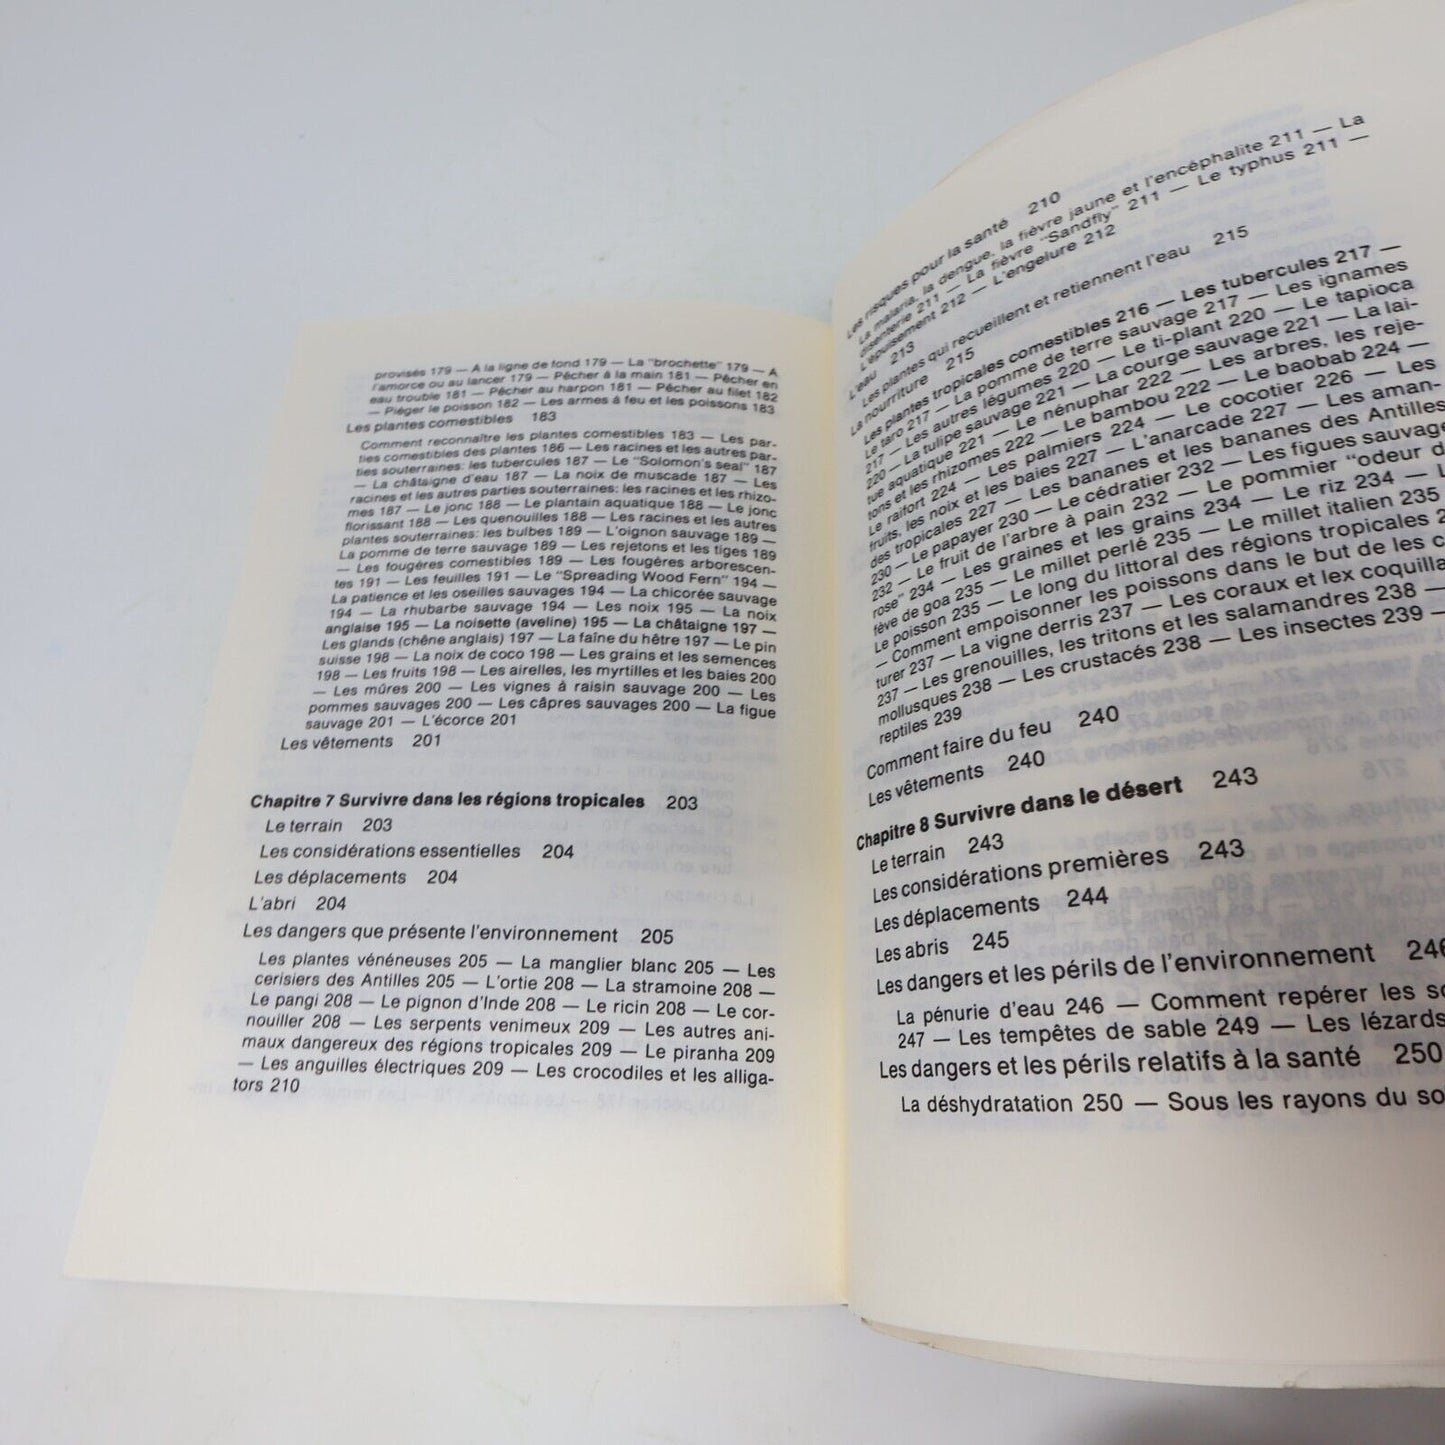 provisés 179 — A la ligne de fond 179 — La "brochette" 179 — A
l'amorce ou au lancer 179 — Pêcher à la main 181 — Pêcher en
eau trouble 181 — Pêcher au harpon 181 — Pêcher au filet 182
— Piéger le poisson 182 — Les armes à feu et les poissons 183
Les plantes comestibles 183
Comment reconnaître les plantes comestibles 183 — Les par-
ties comestibles des plantes 186 — Les racines et les autres par-
ties souterraines: les tubercules 187 — Le "Solomon's seal" 187
— La châtaigne d'eau 187 — La noix de muscade 187 — Les
racines et les autres parties souterraines: les racines et les rhizo-
mes 187 — Le jonc 188 — Le plantain aquatique 188 — Le jonc
florissant 188 — Les quenouilles 188 — Les racines et les autres
plantes souterraines: les bulbes 189 — L'oignon sauvage 189 —
La pomme de terre sauvage 189 — Les rejetons et les tiges 189
— Les fougères comestibles 189 — Les fougères arborescen-
tes 191 — Les feuilles 191 — Le "Spreading Wood Fern" 194 —
La patience et les oseilles sauvages 194 — La chicorée sauvage
194 — La rhubarbe sauvage 194 — Les noix 195 — La noix
anglaise 195 — La noisette (aveline) 195 — La châtaigne 197 —
Les glands (chêne anglais) 197 — La faîne du hêtre 197 — Le pin
suisse 198 — La noix de coco 198 — Les grains et les semences
198 — Les fruits 198 — Les airelles, les myrtilles et les baies 200
— Les mûres 200 — Les vignes à raisin sauvage 200 — Les
pommes sauvages 200 — Les câpres sauvages 200 — La figue
sauvage 201 — L'écorce 201
Les vêtements 201
Chapitre 7 Survivre dans les régions tropicales 203
Le terrain 203
Les considérations essentielles 204
Les déplacements 204
L'abri 204
Les dangers que présente l'environnement 205
Les plantes vénéneuses 205 — La manglier blanc 205 — Les
cerisiers des Antilles 205 — L'ortie 208 — La stramoine 208 —
Le pangi 208 — Le pignon d'Inde 208 — Le ricin 208 — Le cor-
nouiller 208 — Les serpents venimeux 209 — Les autres ani-
maux dangereux des régions tropicales 209 — Le piranha 209
— Les anguilles électriques 209 — Les crocodiles et les alliga-
tors 210
Les risques pour la santé 210
La malaria, la dengue, la fièvre jaune et l'encéphalite 211 — La
disenterie 211 — La fièvre "Sandfly" 211 — Le typhus 211 —
L'épuisement 212 — L'engelure 212
L'eau 213
Les plantes qui recueillent et retiennent l'eau 215
La nourriture 215
Les plantes tropicales comestibles 216 — Les tubercules 217 —
Le taro 217 — La pomme de terre sauvage 217 — Les ignames
217 — Les autres légumes 220 — Le ti-plant 220 — Le tapioca
220 — La tulipe sauvage 221 — La courge sauvage 221 — La lai-
tue aquatique 221 — Le nénuphar 222 — Les arbres, les reje-
tons et les rhizomes 222 — Le bambou 222 — Le baobab 224 —
Le raifort 224 — Les palmiers 224 — Le cocotier 226 — Les
fruits, les noix et les baies 227 — L'anarcade 227 — Les aman-
des tropicales 227 — Les bananes et les bananes des Antilles
230 — Le papayer 230 — Le cédratier 232 — Les figues sauvage
232 — Le fruit de l'arbre à pain 232 — Le pommier "odeur d
rose" 234 — Les graines et les grains 234 — Le riz 234 — L
fève de goa 235 — Le millet perlé 235 — Le millet italien 235
Le poisson 235 — Le long du littoral des régions tropicales 2
— Comment empoisonner les poissons dans le but de les c
turer 237 — La vigne derris 237 — Les coraux et lex coquilla
237 — Les grenouilles, les tritons et les salamandres 238 —
mollusques 238 — Les crustacés 238 — Les insectes 239 —
reptiles 239
Comment faire du feu 240
Les vêtements 240
Chapitre 8 Survivre dans le désert 243
Le terrain 243
Les considérations premières 243
Les déplacements 244
Les abris 245
Les dangers et les périls de l'environnement 246
La pénurie d'eau 246 — Comment repérer les so
247 — Les tempêtes de sable 249 — Les lézards
Les dangers et les périls relatifs à la santé 250
La déshydratation 250 — Sous les rayons du so